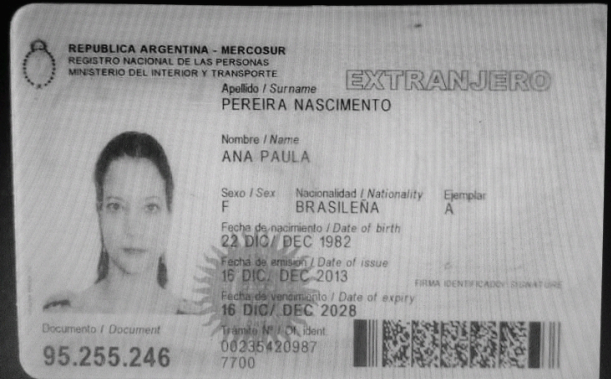 REPUBLICA ARGENTINA - MERCOSUR
REGISTRO NACIONAL DE LAS PERSONAS
MINISTERIO DEL INTERIOR Y TRANSPORTE
EXTRANJERO
Apellido / Surname
PEREIRA NASCIMENTO
Nombre / Name
ANA PAULA
Sexo / Sex Nacionalidad / Nationality Ejemplar
F BRASILEÑA A
Fecha de nacimiento / Date of birth
22 DIC/ DEC 1982
Fecha de emisión / Date of issue
16 DIC/ DEC 2013
FIRMA IDENTIFICADO/ SIGNATURE
Fecha de vencimiento / Date of expiry
16 DIC/ DEC 2028
Documento / Document
Trámite Nº / Of. ident.
95.255.246
00235420987
7700